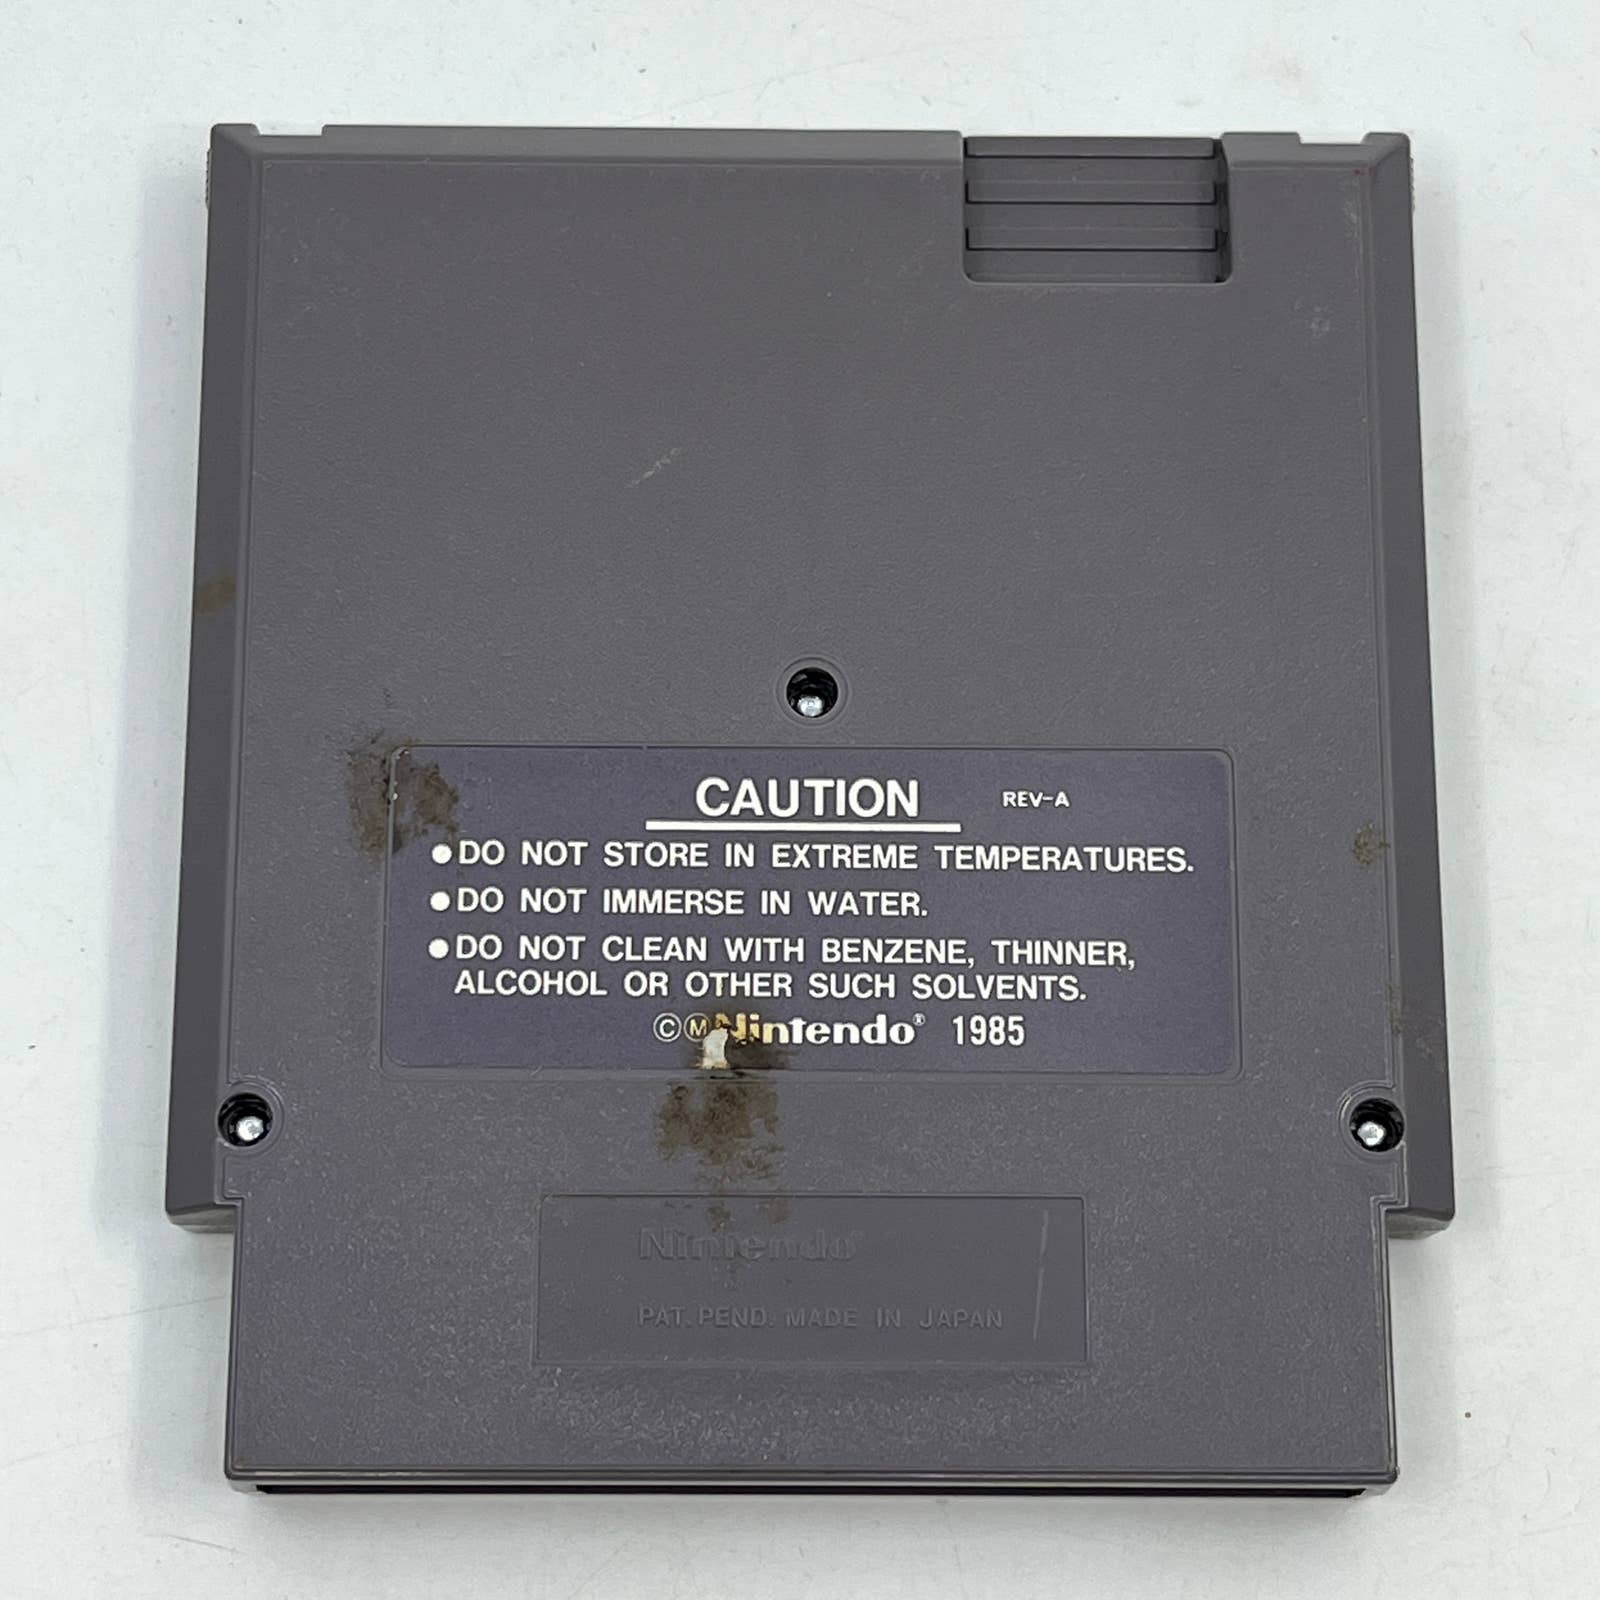 CAUTION REV-A
●DO NOT STORE IN EXTREME TEMPERATURES.
●DO NOT IMMERSE IN WATER.
●DO NOT CLEAN WITH BENZENE, THINNER,
ALCOHOL OR OTHER SUCH SOLVENTS.
©Ⓜ Nintendo® 1985
Nintendo®
PAT. PEND. MADE IN JAPAN